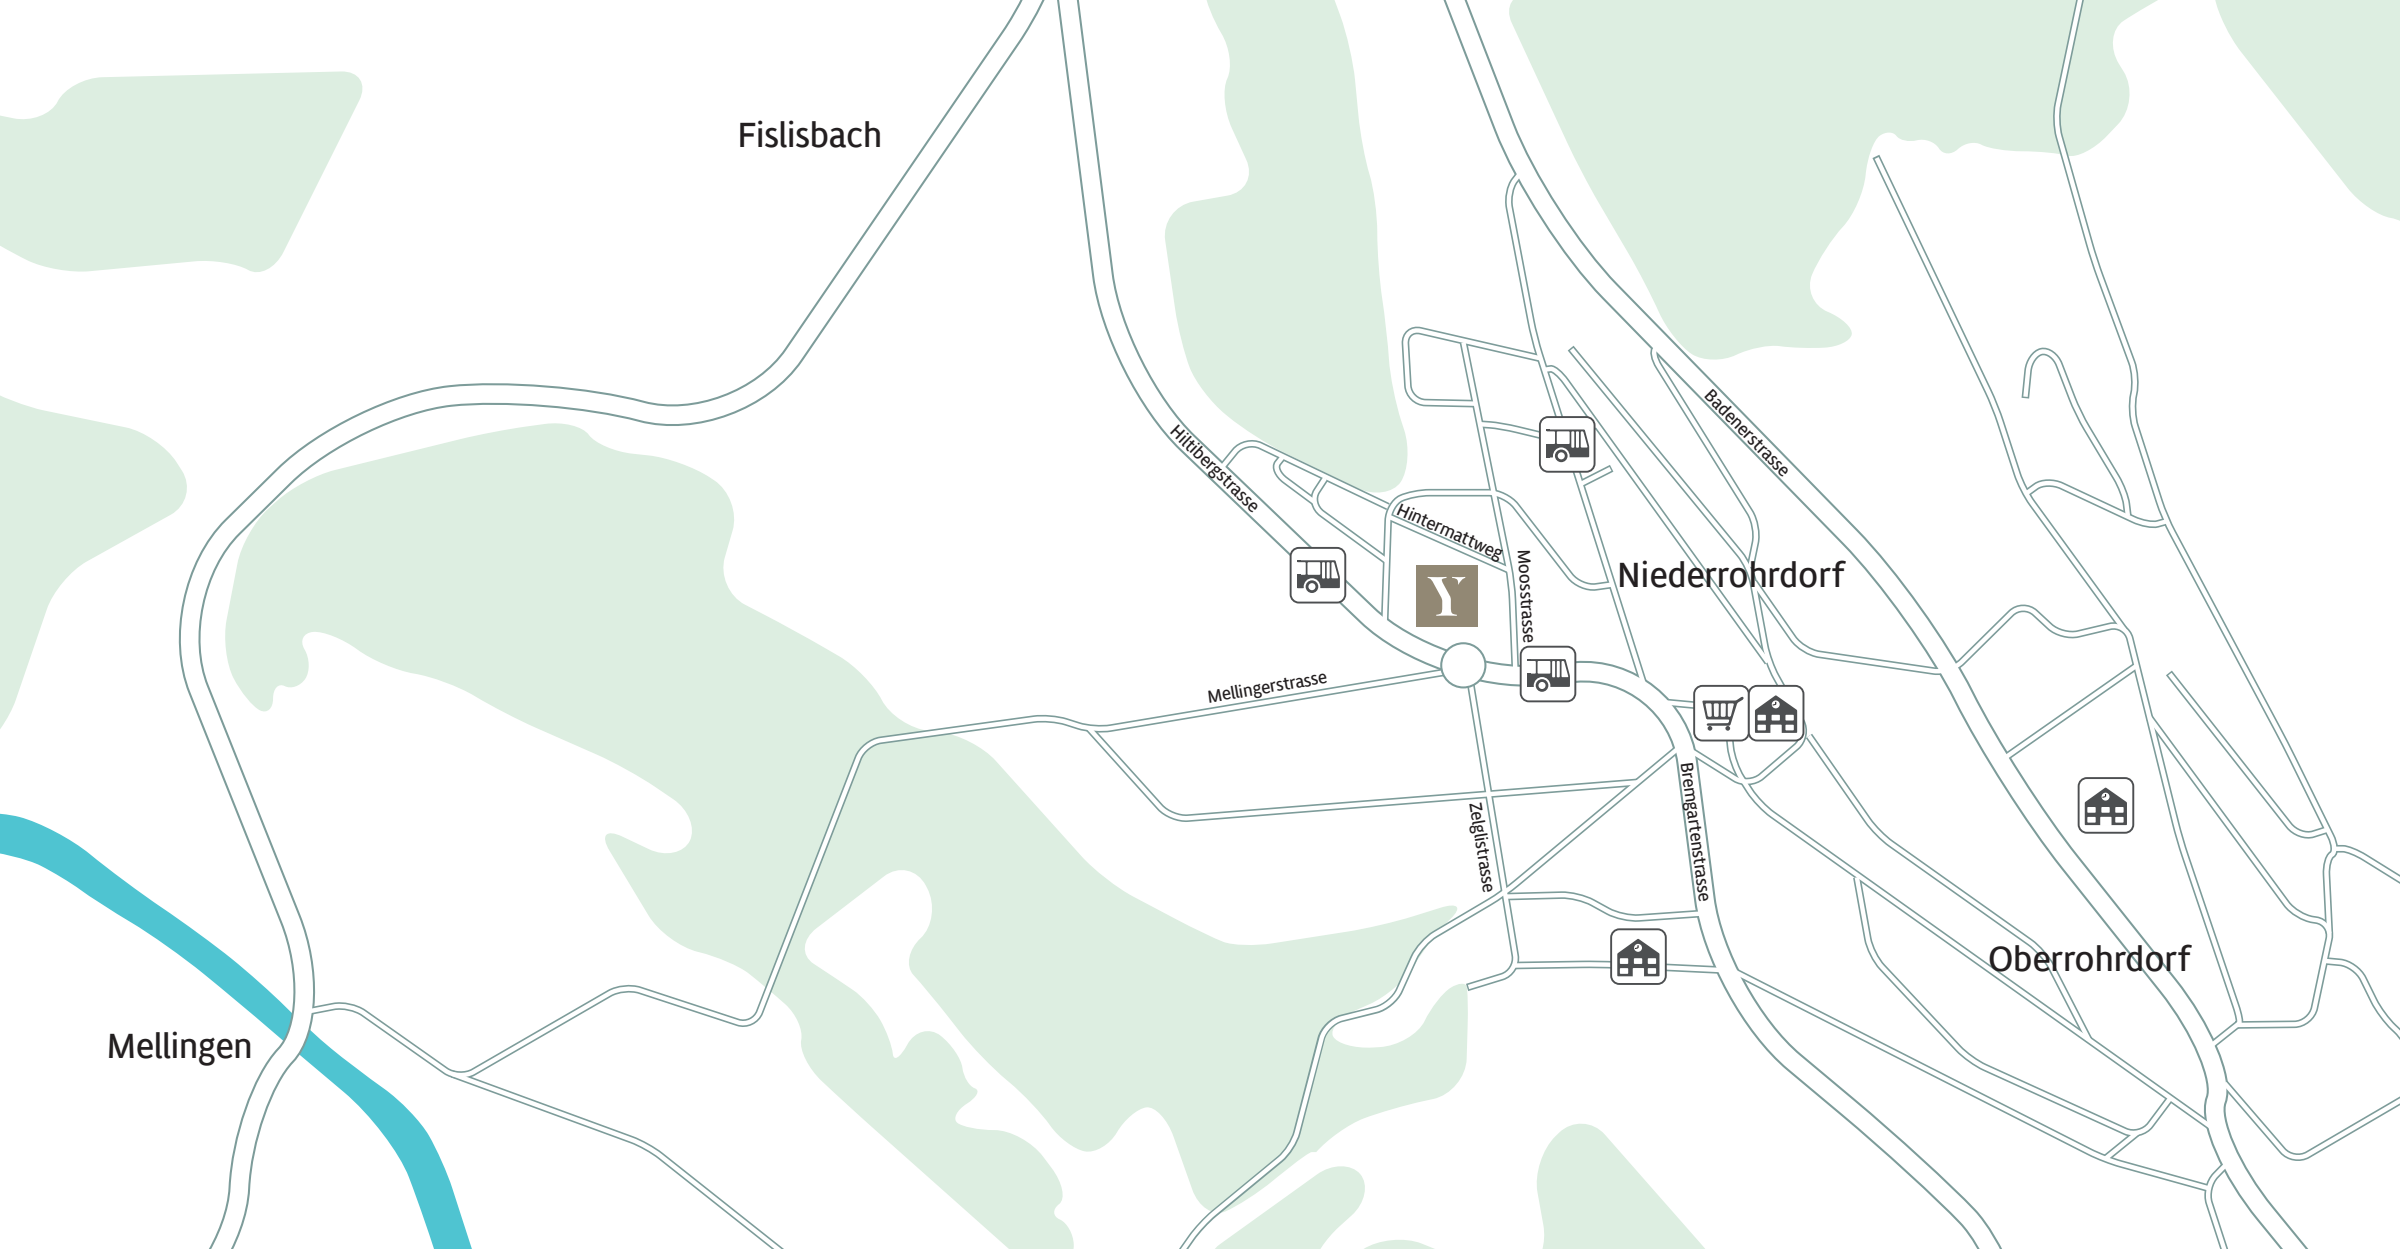 Fislisbach
Badenerstrasse
Hiltibergstrasse
Hintermattweg
Moosstrasse
Niederrohrdorf
Y
Mellingerstrasse
Bremgartenstrasse
Zelglistrasse
Oberrohrdorf
Mellingen